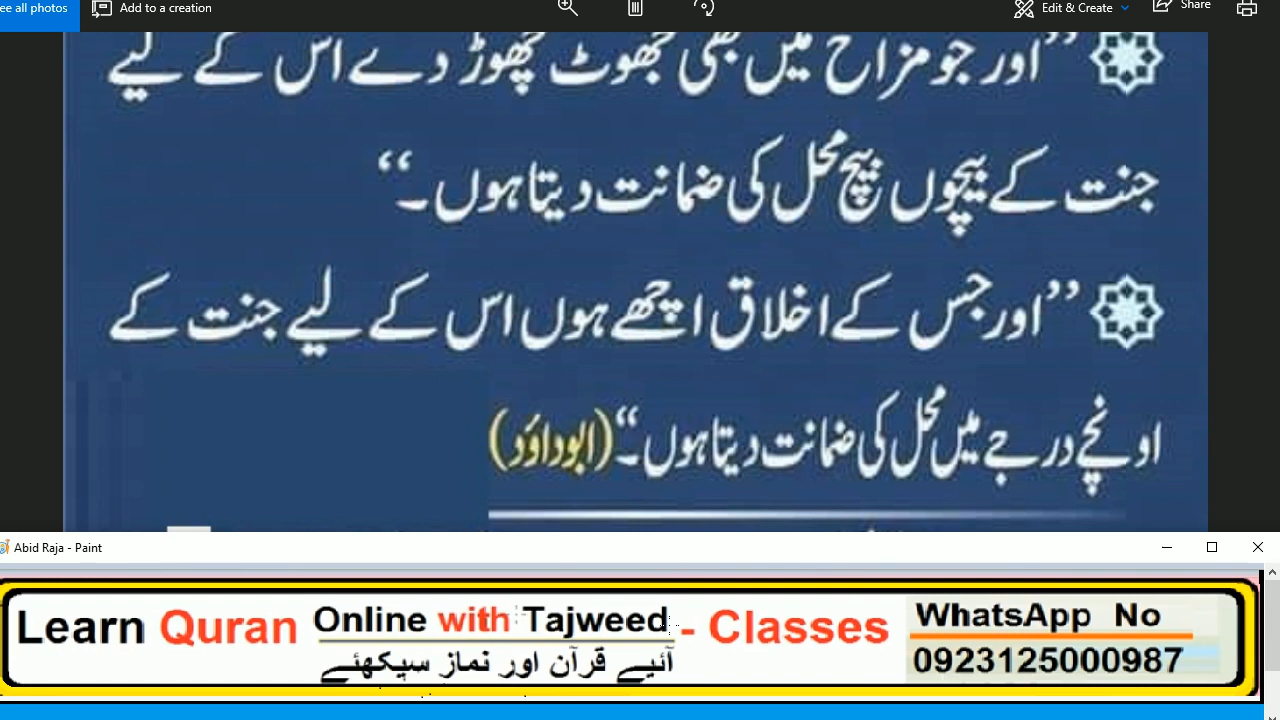 ee all photos
Add to a creation
Edit & Create
Share
”اور جو مزاح میں بھی جھوٹ چھوڑ دے اس کے لیے
جنت کے بیچوں بیچ محل کی ضمانت دیتا ہوں۔“
”اور جس کے اخلاق اچھے ہوں اس کے لیے جنت کے
اونچے درجے میں محل کی ضمانت دیتا ہوں۔“ (ابوداؤد)
Abid Raja - Paint
Learn Quran Online with Tajweed - Classes
آئیے قرآن اور نماز سیکھئے
WhatsApp No
0923125000987